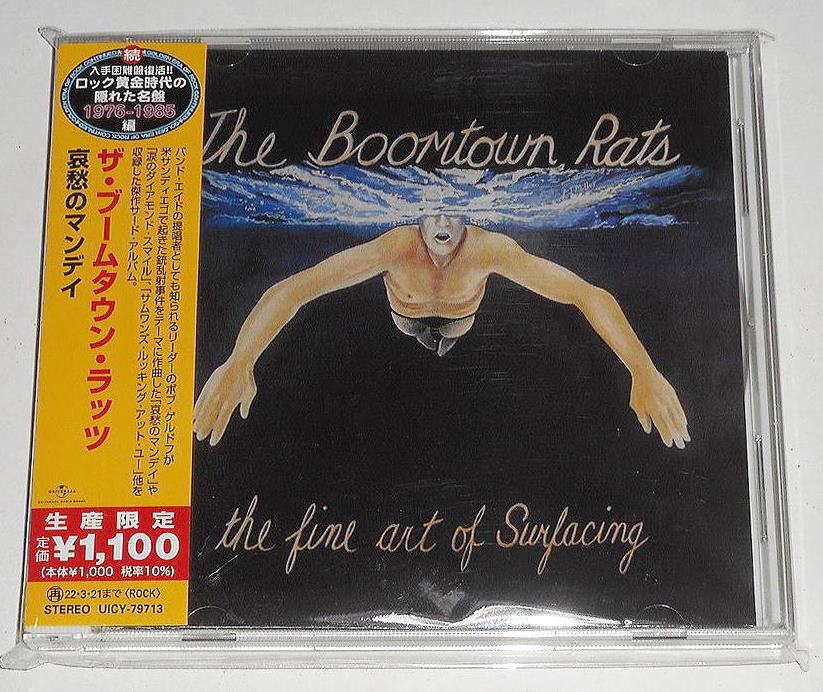 続
入手困難盤復活!!
ロック黄金時代の
隠れた名盤
1976-1985
編
ザ・ブームタウン・ラッツ
哀愁のマンデイ
バンド・エイドの提唱者としても知られるリーダーのボブ・ゲルドフが
米サンディエゴで起きた銃乱射事件をテーマに作曲した「哀愁のマンデイ」や
「涙のダイアモンド・スマイル」、「サムワンズ・ルッキング・アット・ユー」他を
収録した傑作サード・アルバム。
UNIVERSAL
UNIVERSAL MUSIC GROUP
生産限定
定価 ¥1,100
(本体¥1,000 税率10%)
再 22・3・21まで〈ROCK〉
STEREO UICY-79713
The Boomtown Rats
the fine art of Surfacing